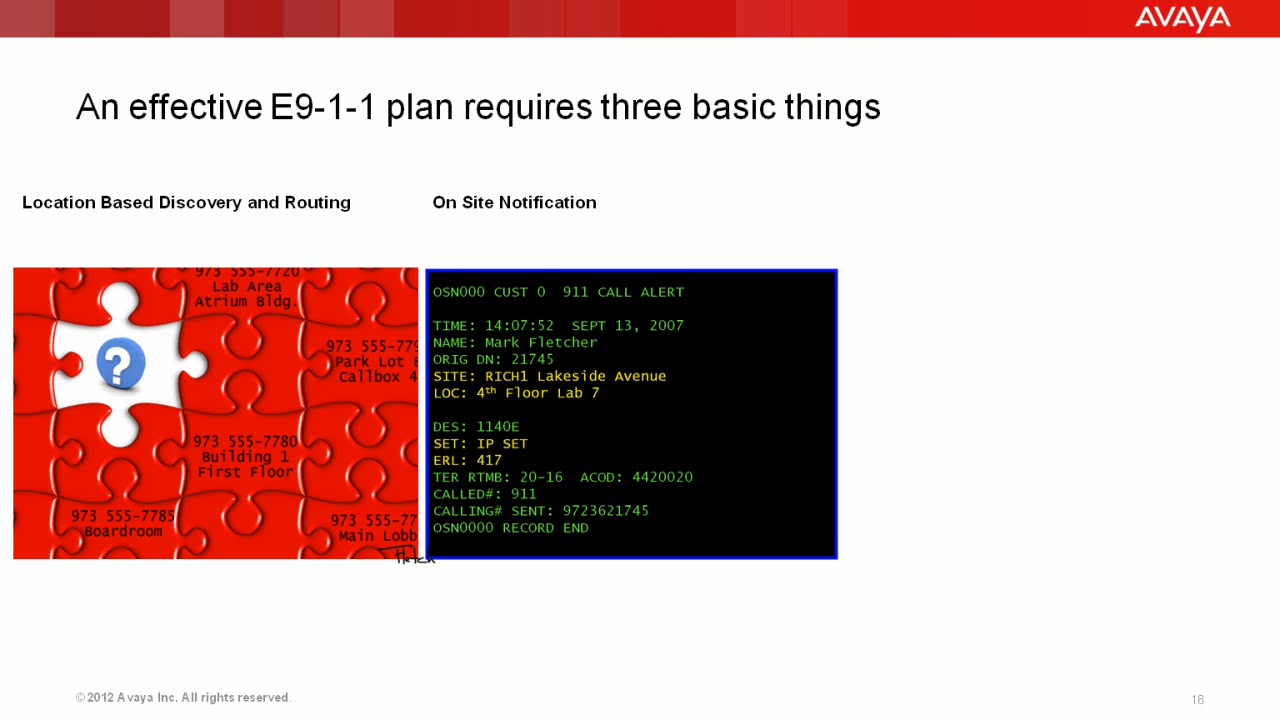 AVAYA
An effective E9-1-1 plan requires three basic things
Location Based Discovery and Routing
On Site Notification
973 555-7720
Lab Area
Atrium Bldg.
Park Lot
Callbox 4
973 555-7780
Building 1
First Floor
973 555-7785
Boardroom
973 555-77
Main Lobb
OSN000 CUST 0 911 CALL ALERT
TIME: 14:07:52 SEPT 13, 2007
NAME: Mark Fletcher
ORIG DN: 21745
SITE: RICH1 Lakeside Avenue
LOC: 4th Floor Lab 7
DES: 1140E
SET: IP SET
ERL: 417
TER RTMB: 20-16 ACOD: 4420020
CALLED#: 911
CALLING# SENT: 9723621745
OSN0000 RECORD END
© 2012 Avaya Inc. All rights reserved.
16